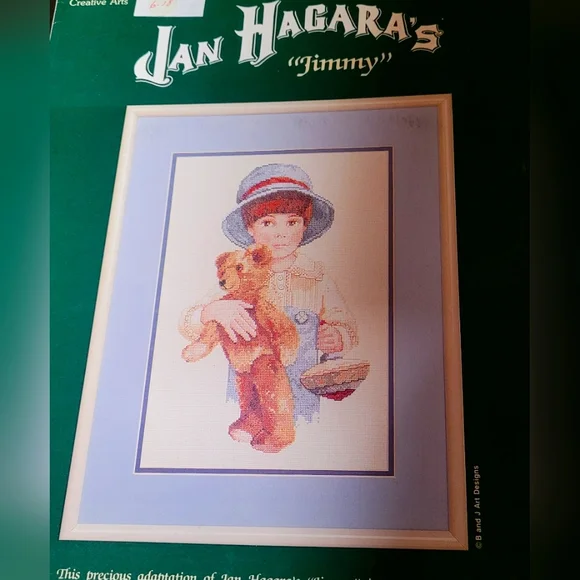 Creative Arts
JAN HAGARA'S
"Jimmy"
© B and J Art Designs
This precious adaptation of Jan Hagara's